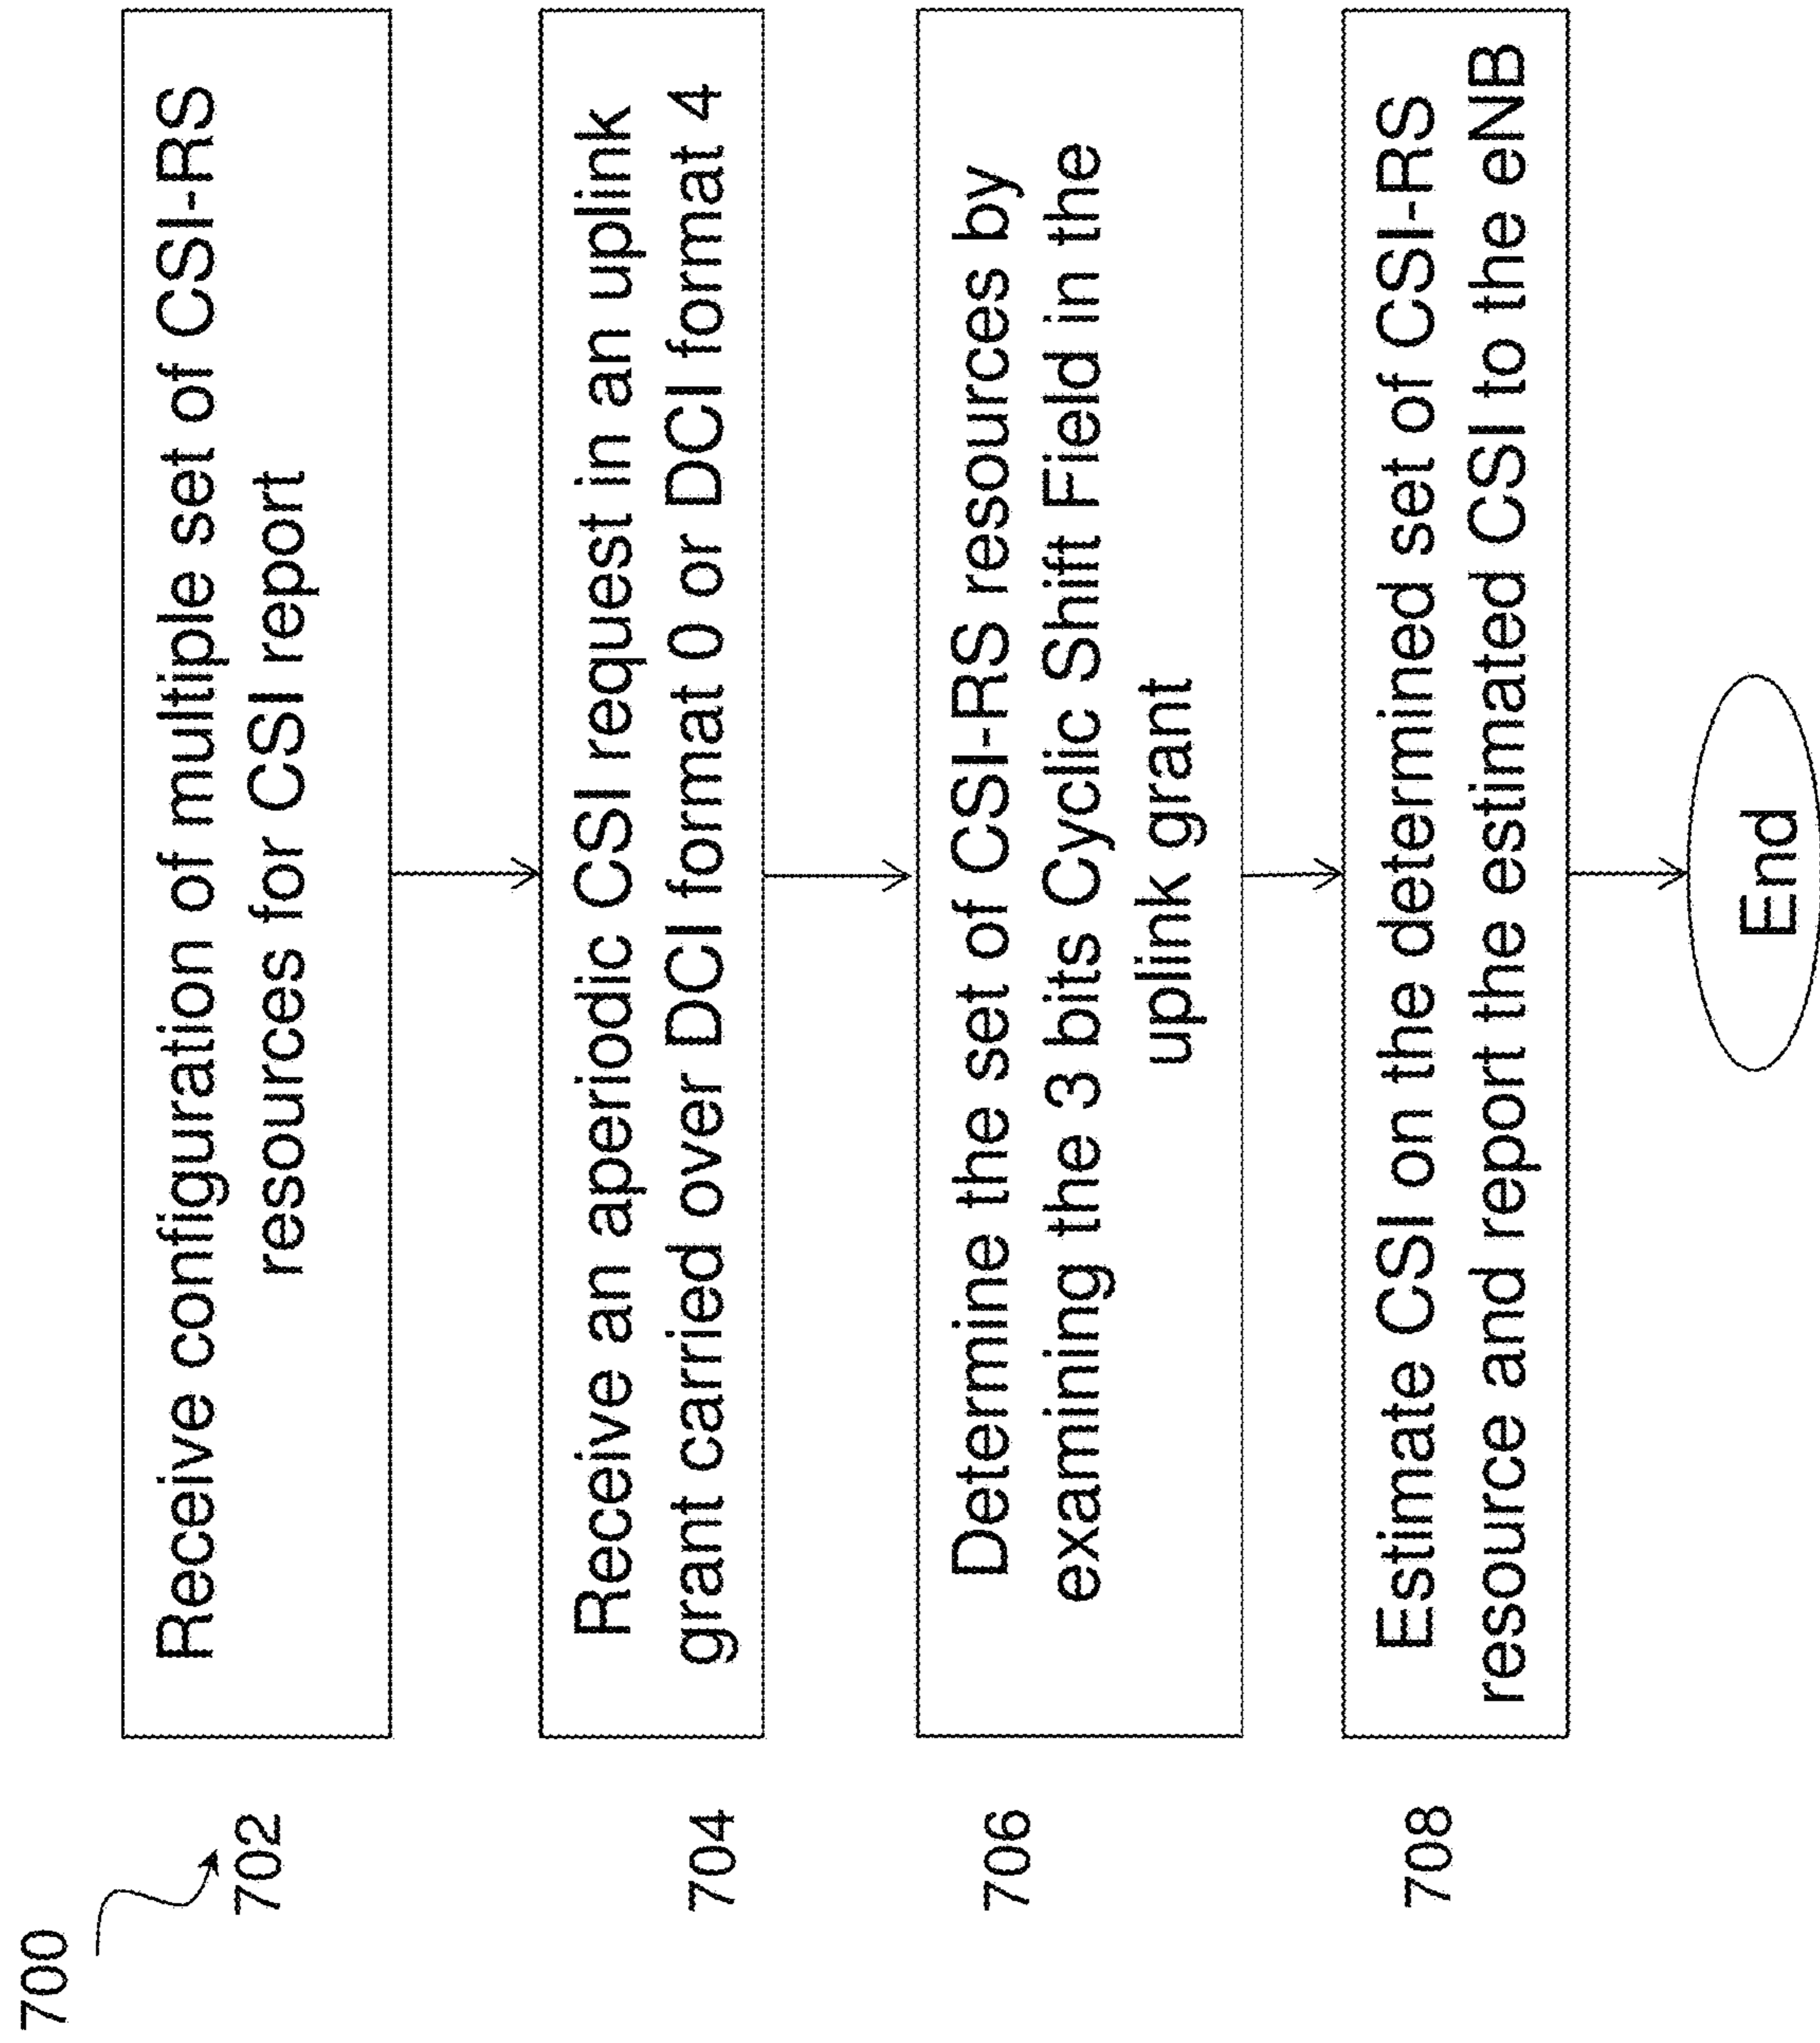 700
702
Receive configuration of multiple set of CSI-RS
resources for CSI report
704
Receive an aperiodic CSI request in an uplink
grant carried over DCI format 0 or DCI format 4
706
Determine the set of CSI-RS resources by
examining the 3 bits Cyclic Shift Field in the
uplink grant
708
Estimate CSI on the determined set of CSI-RS
resource and report the estimated CSI to the eNB
End